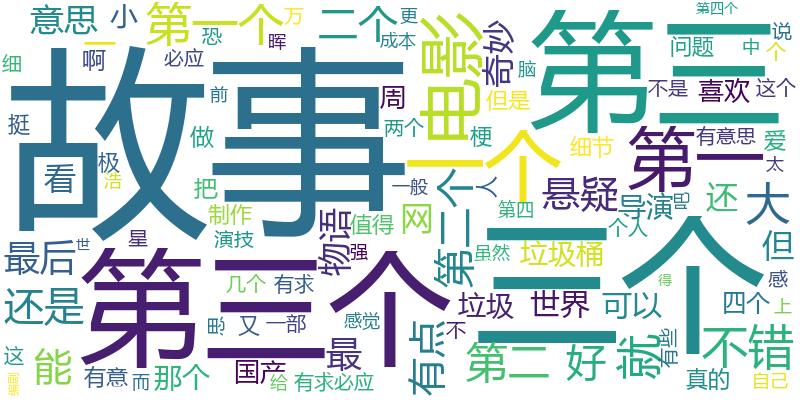 意思
小
第一个
万
二个
更
第四个
恐
一
晖
必应
成本
细
啊
电影
奇妙
脑
第三
问题
中
说
个
挺
故事
前
周
但是
不是
喜欢
这个
做
两个
梗
细节
第一
有意思
爱
太
看
极
浩
把
一个
一般
第二个
人
悬疑
导演
还
大
制作
物语
值得
网
第四
个人
但
最后
世
星
演技
强
虽然
垃圾桶
感
第三个
三个
几个
有求
垃圾
世界
可以
得
四个
上
还是
又
一部
感觉
不
有点
第二
好
就
有些
不错
这
能
有意
而
那个
国产
最
给
有求必应
真的
自己